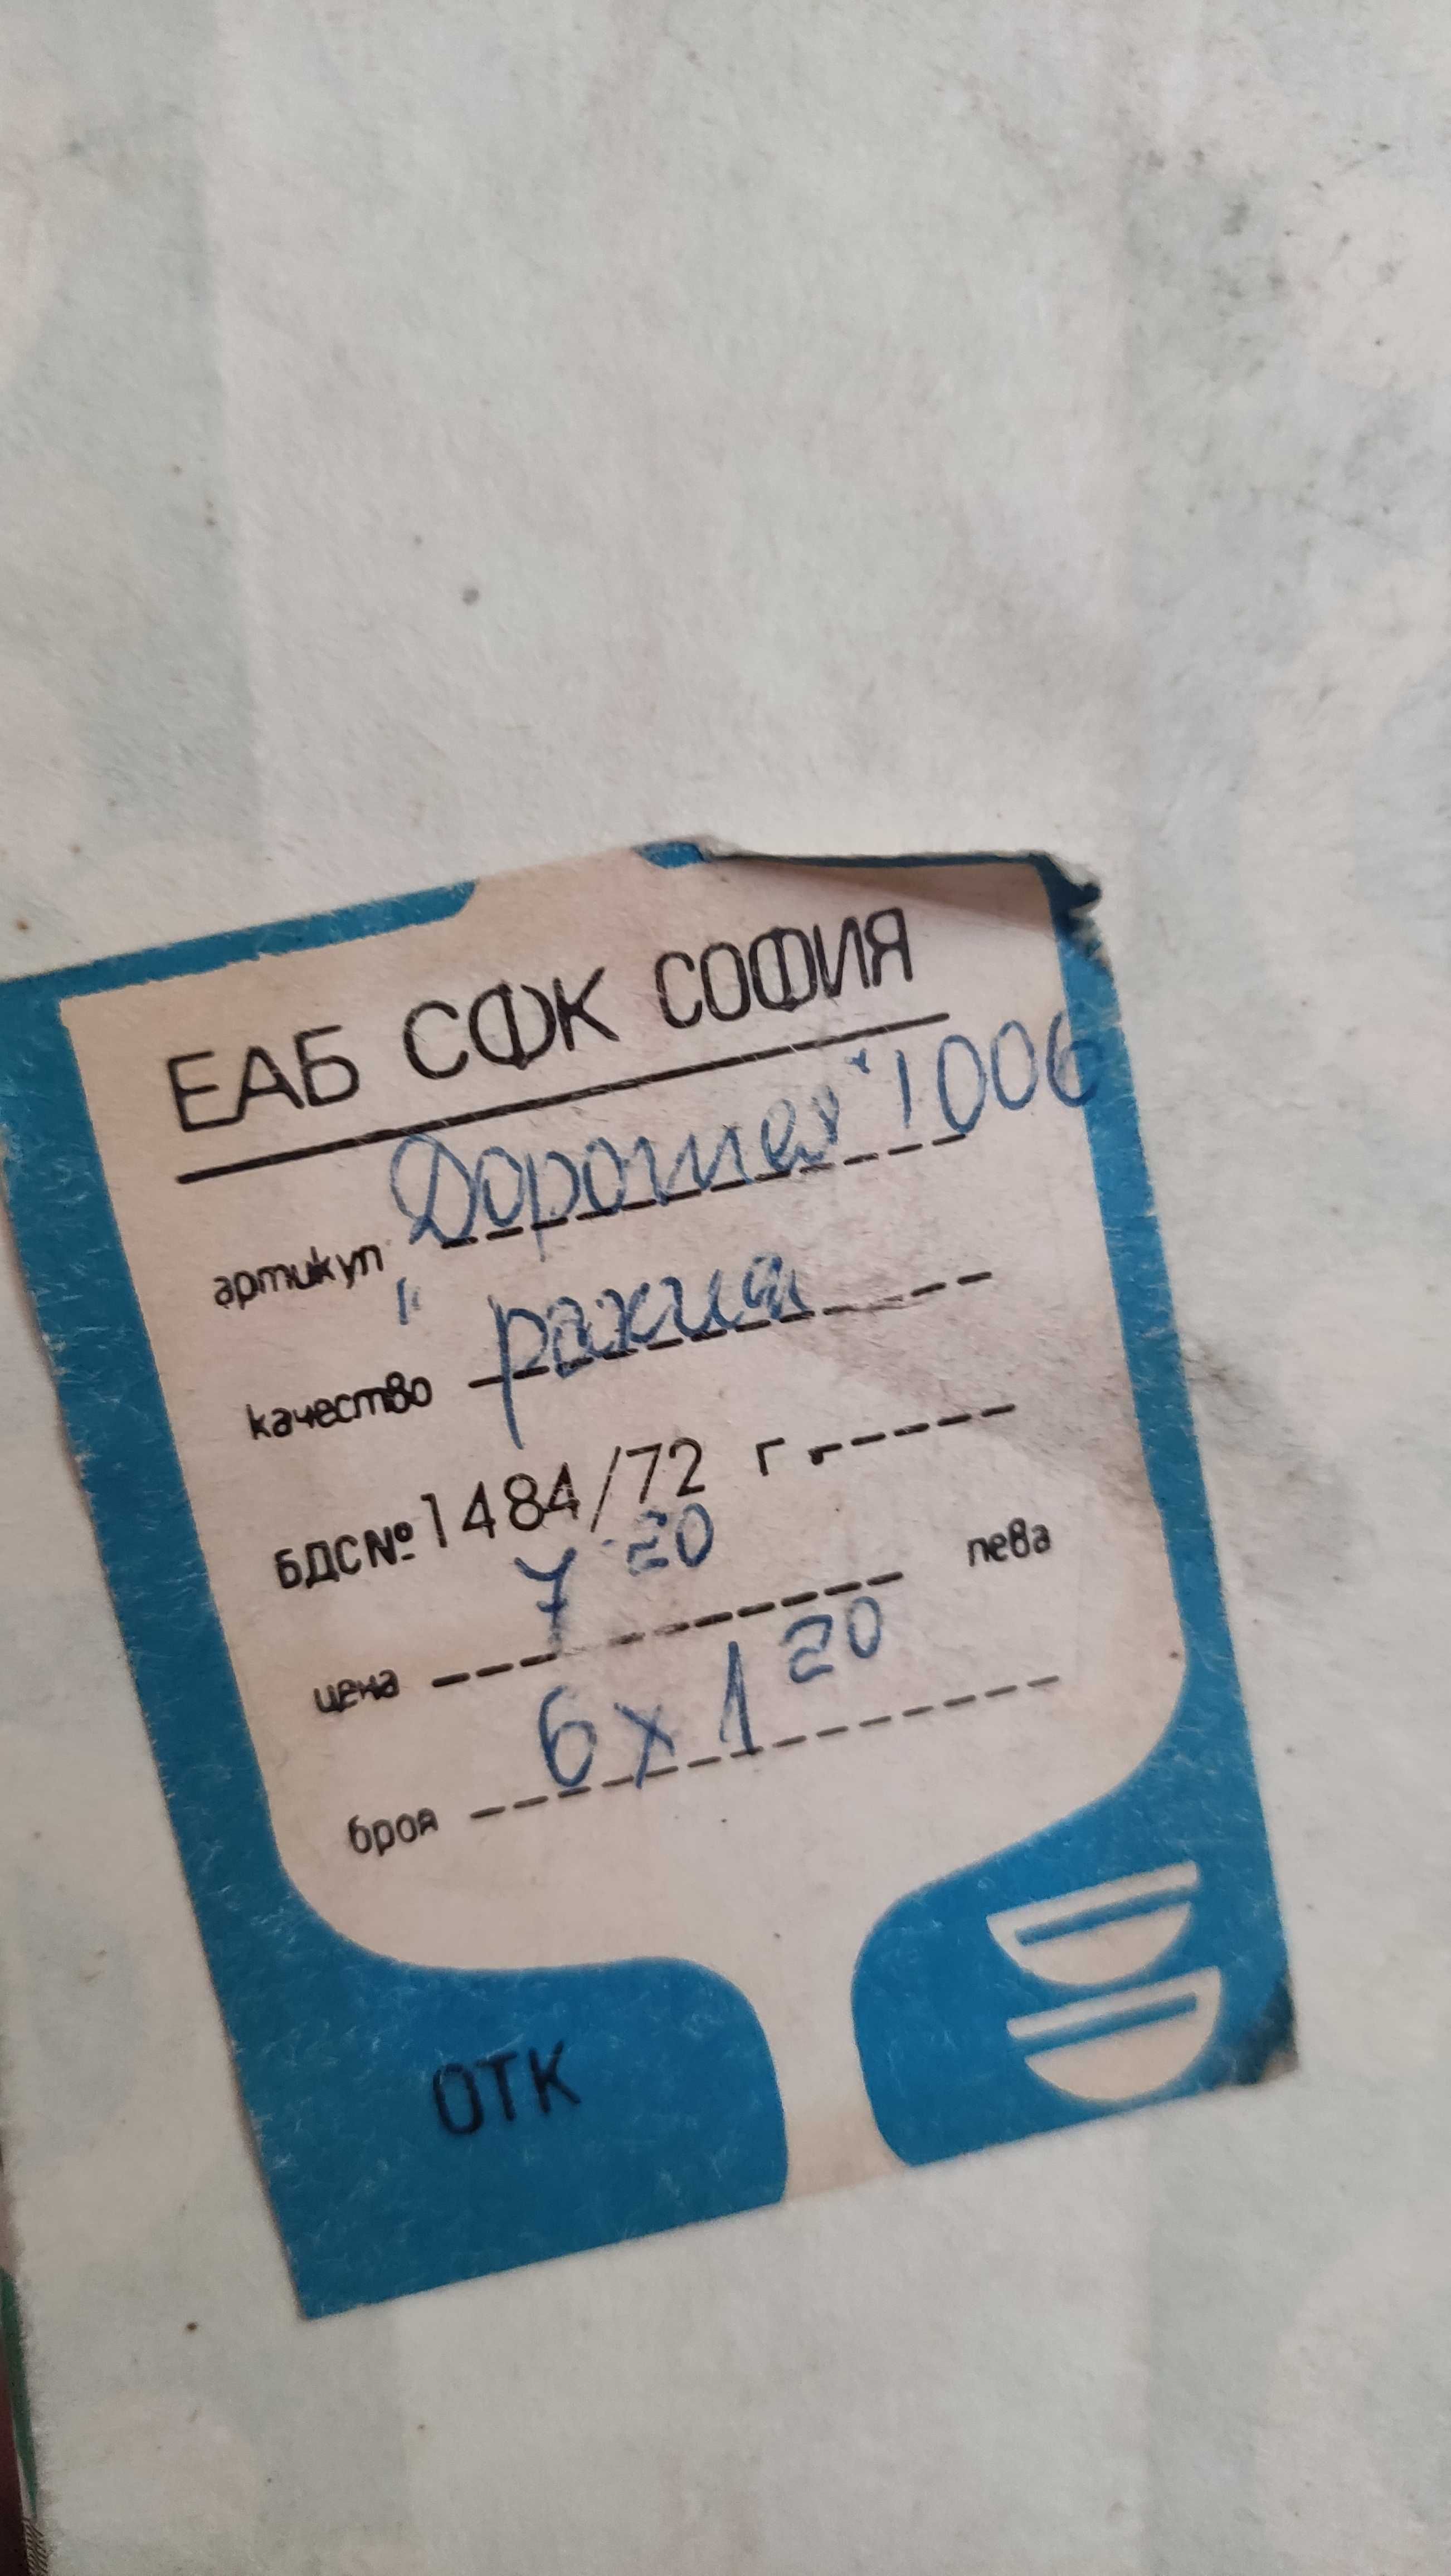 ЕАБ СФК СОФИЯ
артикул "Доротея" 1006
качество ракия
БДС№ 1484/72 г.
цена 7 20 лева
броя 6 x 1 20
ОТК